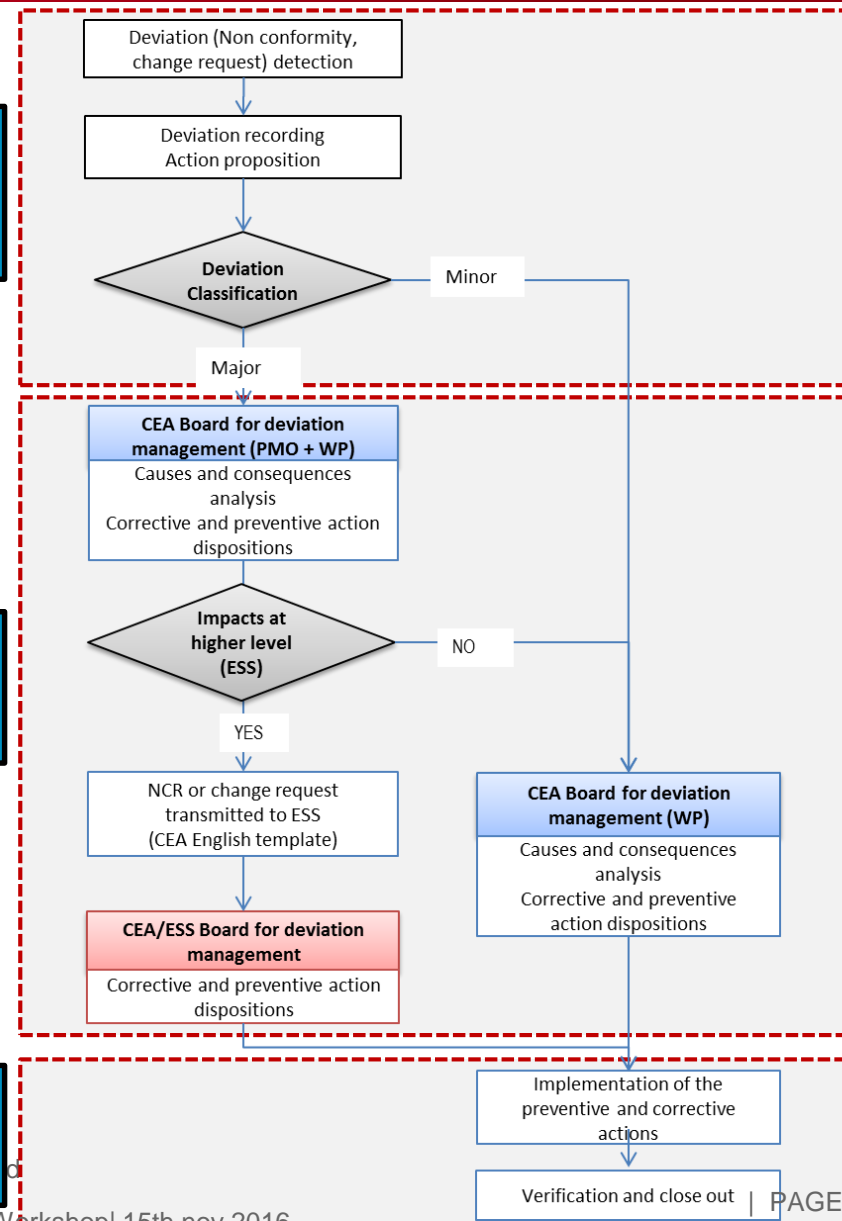 Deviation (Non conformity,
change request) detection
Deviation recording
Action proposition
Deviation
Classification
Minor
Major
CEA Board for deviation
management (PMO + WP)
Causes and consequences
analysis
Corrective and preventive action
dispositions
Impacts at
higher level
(ESS)
NO
YES
NCR or change request
transmitted to ESS
(CEA English template)
CEA Board for deviation
management (WP)
Causes and consequences
analysis
Corrective and preventive
action dispositions
CEA/ESS Board for deviation
management
Corrective and preventive action
dispositions
Implementation of the
preventive and corrective
actions
Verification and close out
| PAGE
15th nov 2016